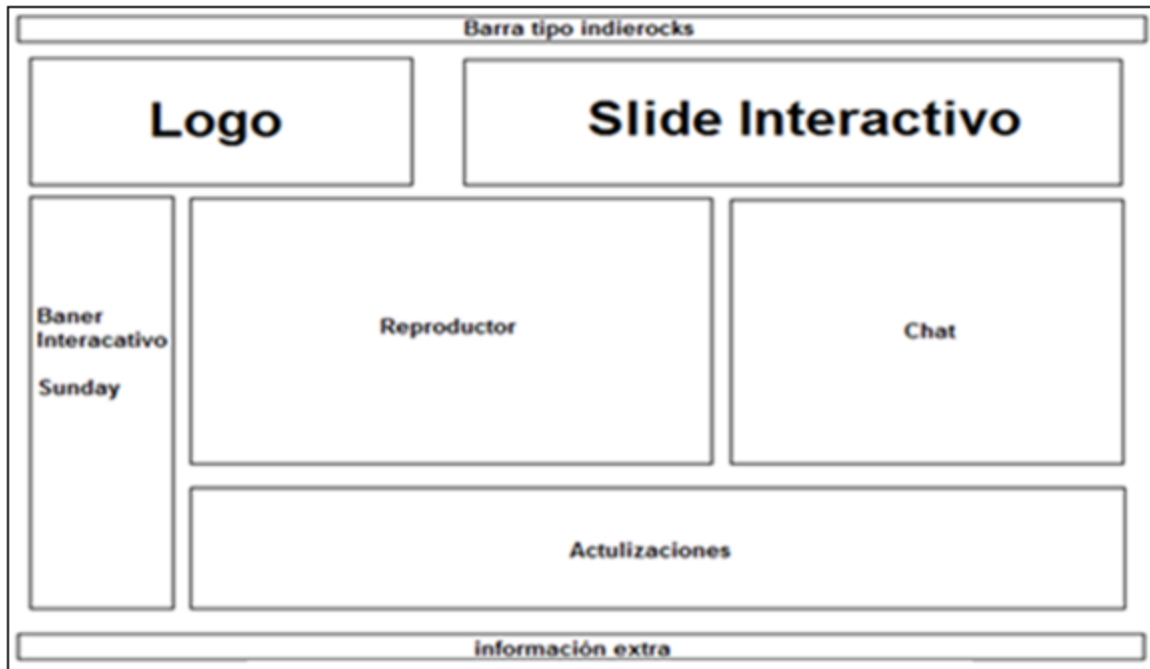 Barra tipo indierocks
Logo
Slide Interactivo
Baner
Interacativo
Sunday
Reproductor
Chat
Actulizaciones
información extra